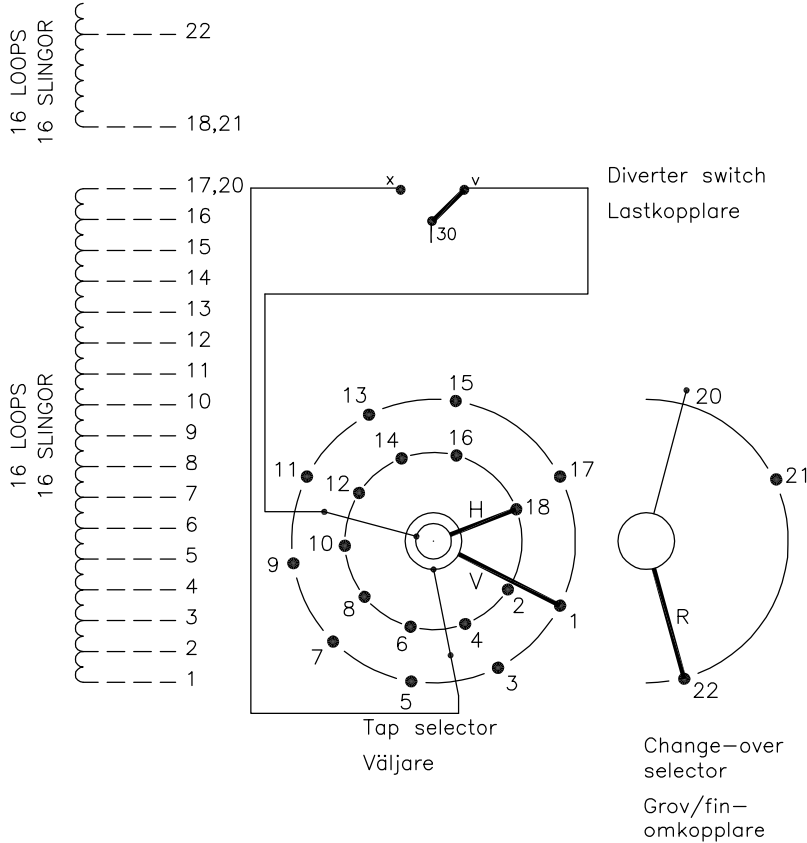 16 LOOPS
16 SLINGOR
22
18,21
17,20
16
15
14
13
12
11
10
9
8
7
6
5
4
3
2
1
16 LOOPS
16 SLINGOR
x
v
30
Diverter switch
Lastkopplare
13
15
14
16
11
17
12
H
18
10
9
V
8
2
1
6
4
7
3
5
Tap selector
Väljare
20
21
R
22
Change-over
selector
Grov/fin-
omkopplare